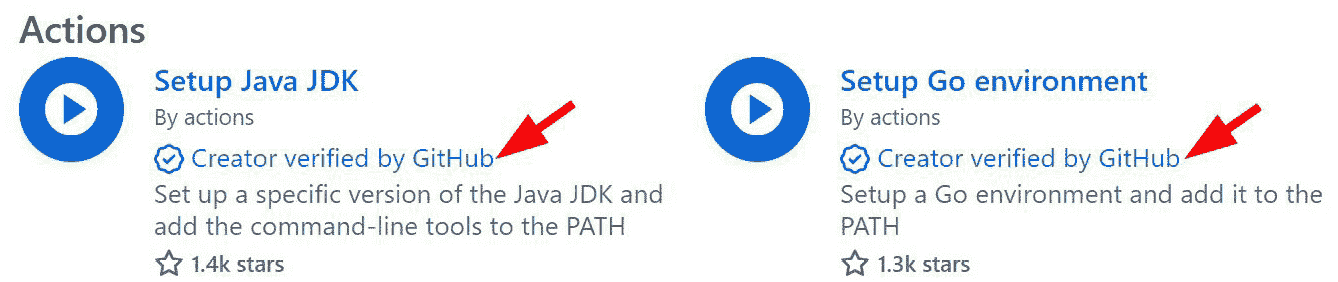 Actions
Setup Java JDK
By actions
Creator verified by GitHub
Set up a specific version of the Java JDK and
add the command-line tools to the PATH
1.4k stars
Setup Go environment
By actions
Creator verified by GitHub
Setup a Go environment and add it to the
PATH
1.3k stars